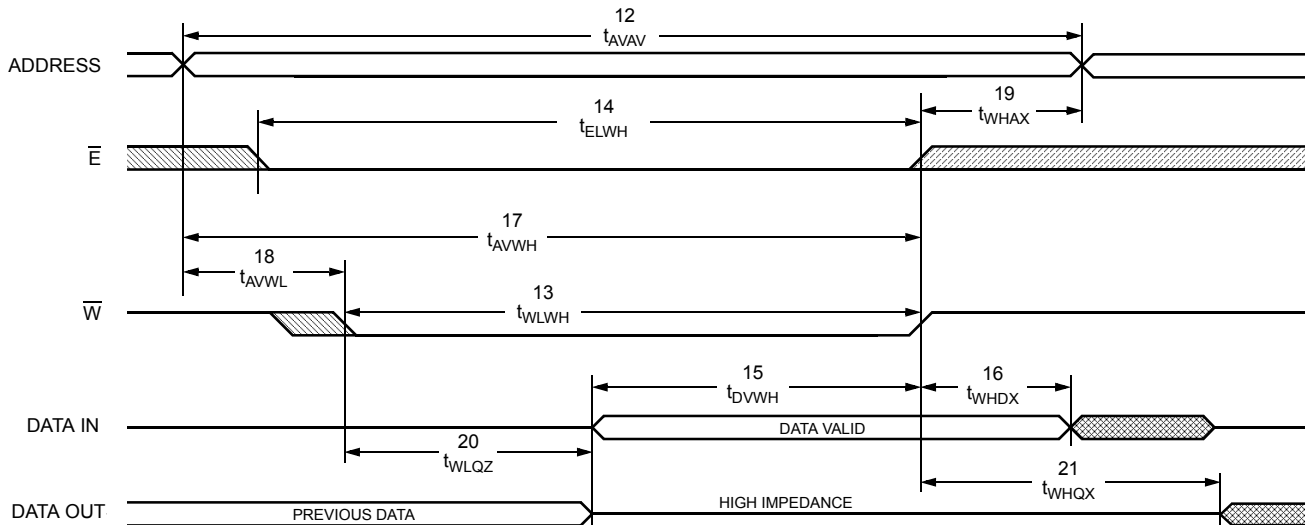 12
tAVAV
ADDRESS
14
tELWH
19
tWHAX
E
17
tAVWH
18
tAVWL
W
13
tWLWH
15
tDVWH
16
tWHDX
DATA IN
DATA VALID
20
tWLQZ
21
tWHQX
DATA OUT
PREVIOUS DATA
HIGH IMPEDANCE